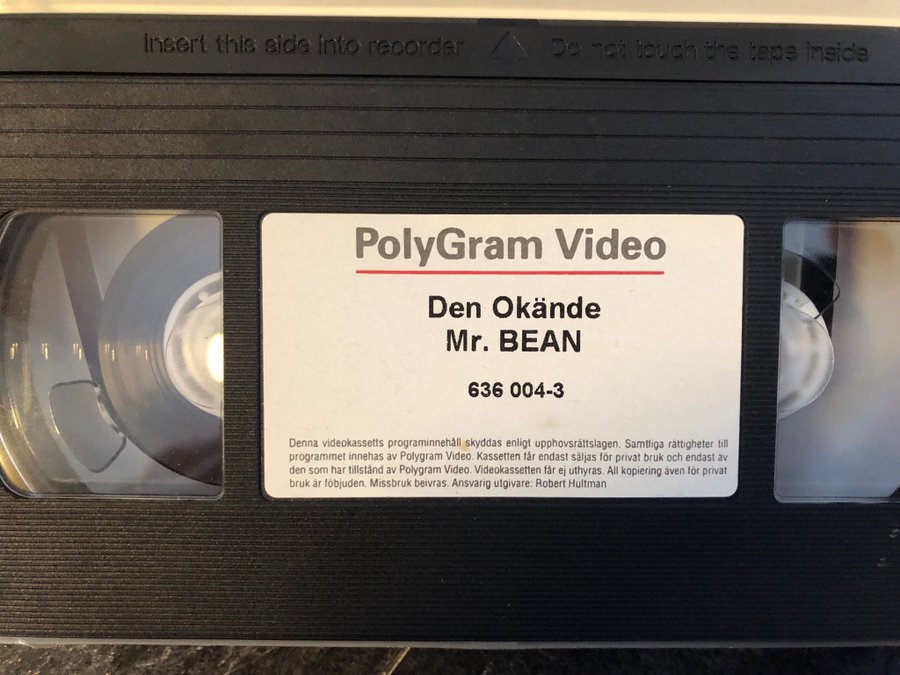 Insert this side into recorder △ Do not touch the tape inside
PolyGram Video
Den Okände
Mr. BEAN
636 004-3
Denna videokassetts programinnehåll skyddas enligt upphovsrättslagen. Samtliga rättigheter till
programmet innehas av Polygram Video. Kassetten får endast säljas för privat bruk och endast av
den som har tillstånd av Polygram Video. Videokassetten får ej uthyras. All kopiering även för privat
bruk är föbjuden. Missbruk beivras. Ansvarig utgivare: Robert Hultman